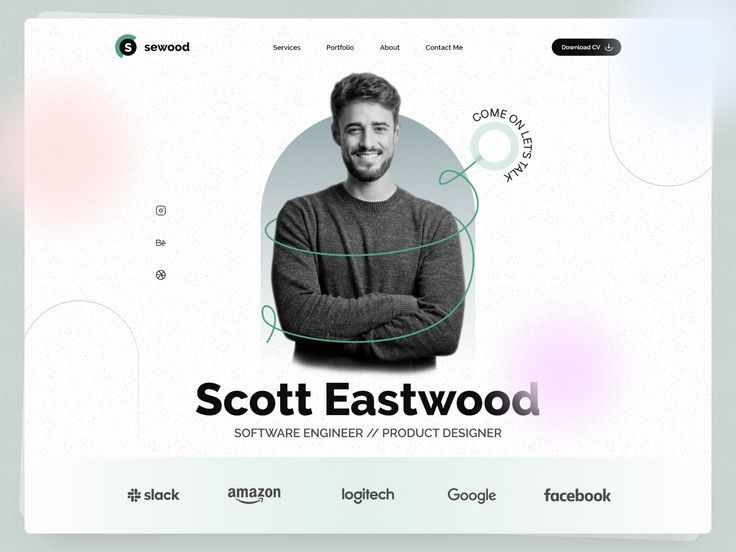 S sewood
Services Portfolio About Contact Me
Download CV
COME ON LET'S TALK
Bē
Scott Eastwood
SOFTWARE ENGINEER // PRODUCT DESIGNER
slack amazon logitech Google facebook